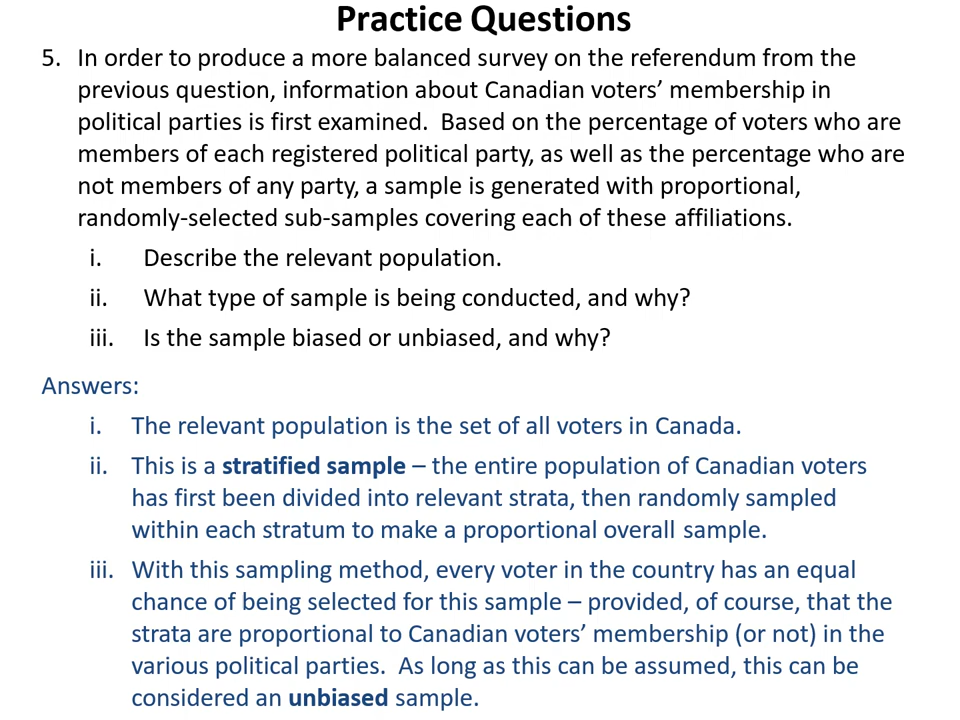 Practice Questions
5. In order to produce a more balanced survey on the referendum from the
previous question, information about Canadian voters’ membership in
political parties is first examined.  Based on the percentage of voters who are
members of each registered political party, as well as the percentage who are
not members of any party, a sample is generated with proportional,
randomly-selected sub-samples covering each of these affiliations.
i. Describe the relevant population.
ii. What type of sample is being conducted, and why?
iii. Is the sample biased or unbiased, and why?
Answers:
i. The relevant population is the set of all voters in Canada.
ii. This is a stratified sample – the entire population of Canadian voters
has first been divided into relevant strata, then randomly sampled
within each stratum to make a proportional overall sample.
iii. With this sampling method, every voter in the country has an equal
chance of being selected for this sample – provided, of course, that the
strata are proportional to Canadian voters’ membership (or not) in the
various political parties.  As long as this can be assumed, this can be
considered an unbiased sample.